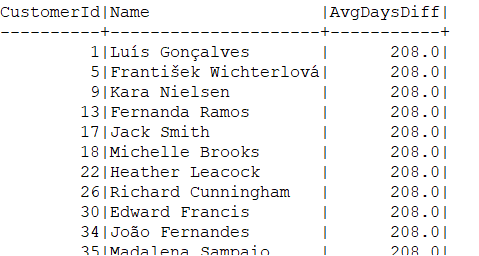 CustomerId|Name                 |AvgDaysDiff|
----------+---------------------+-----------+
         1|Luís Gonçalves       |      208.0|
         5|František Wichterlová|      208.0|
         9|Kara Nielsen         |      208.0|
        13|Fernanda Ramos       |      208.0|
        17|Jack Smith           |      208.0|
        18|Michelle Brooks      |      208.0|
        22|Heather Leacock      |      208.0|
        26|Richard Cunningham   |      208.0|
        30|Edward Francis       |      208.0|
        34|João Fernandes       |      208.0|
        35|Madalena Sampaio     |      208.0|